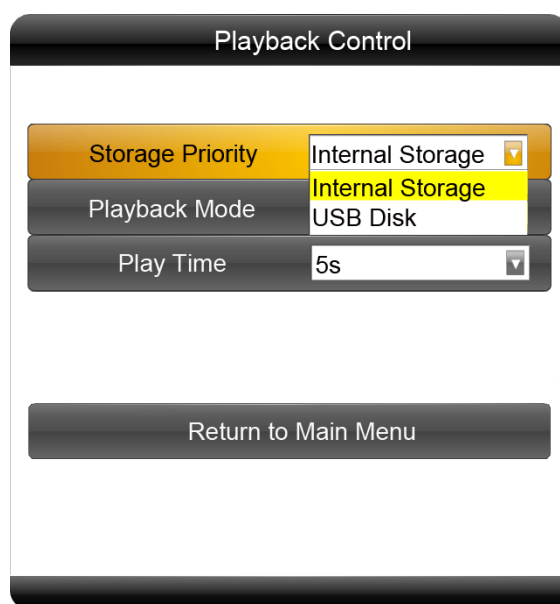 Playback Control
Storage Priority Internal Storage
Internal Storage
Playback Mode USB Disk
Play Time 5s
Return to Main Menu